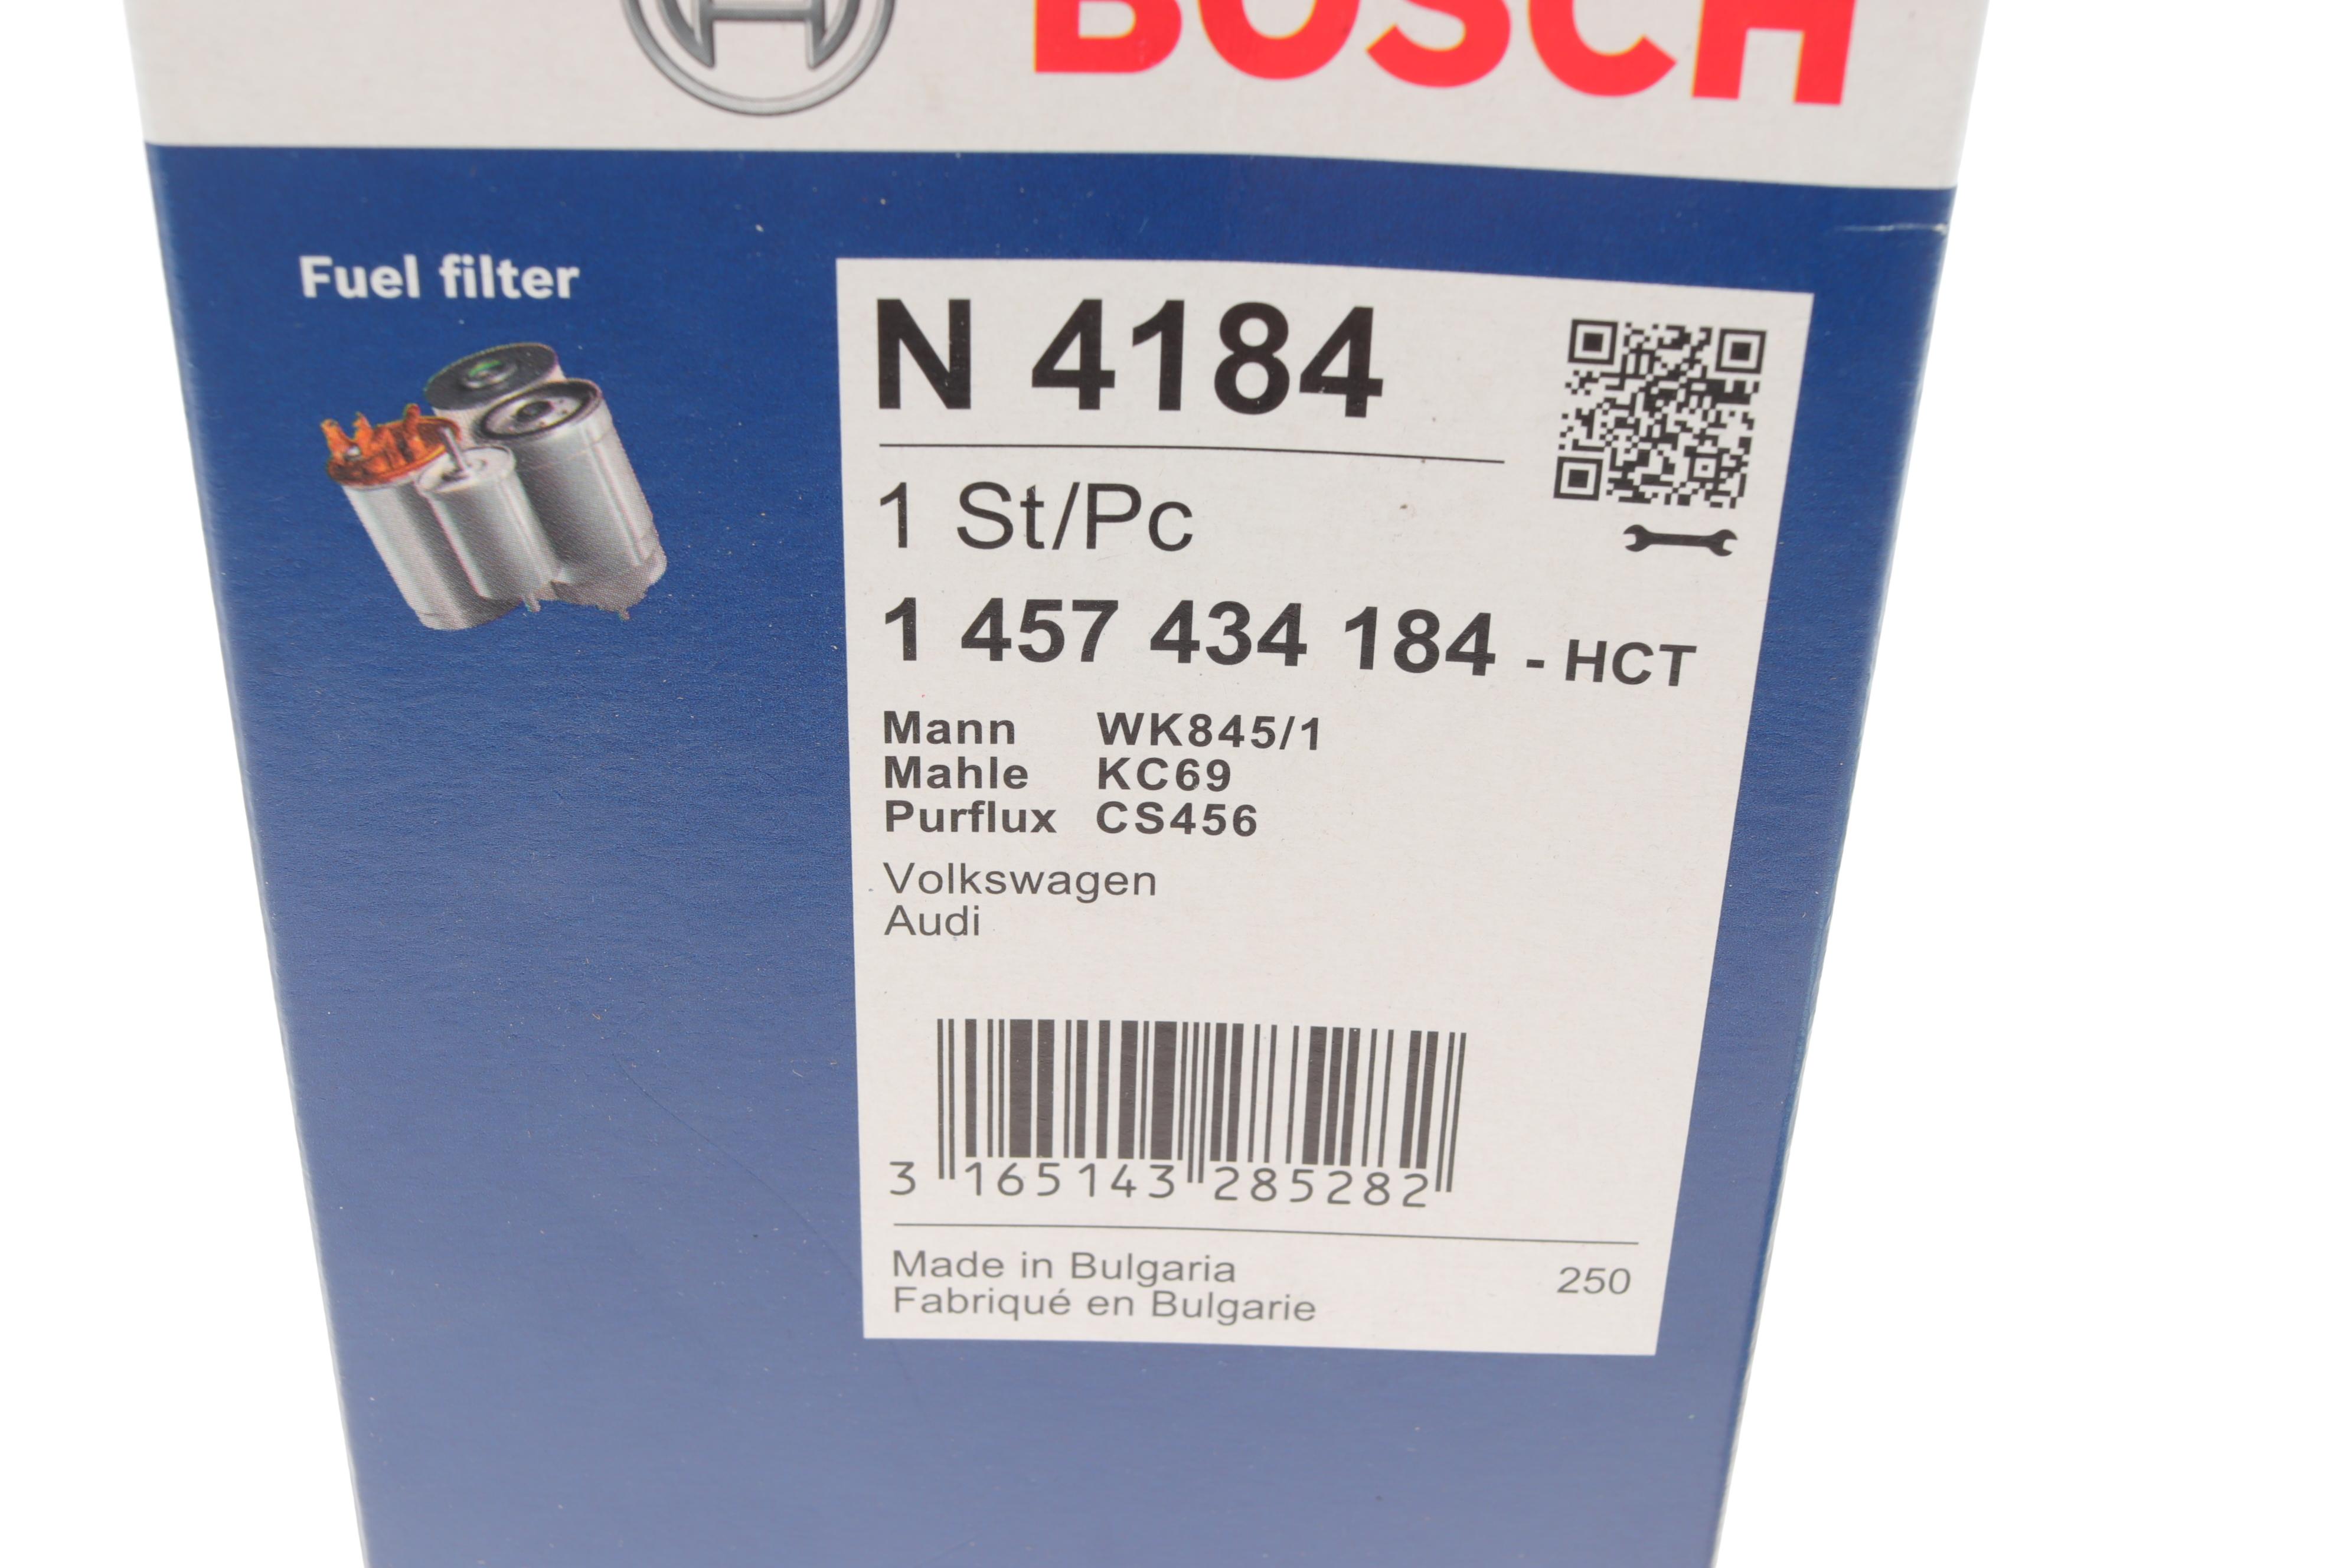 BOSCH
Fuel filter
N 4184
1 St/Pc
1 457 434 184 - HCT
Mann WK845/1
Mahle KC69
Purflux CS456
Volkswagen
Audi
3 165143 285282
Made in Bulgaria
Fabriqué en Bulgarie
250